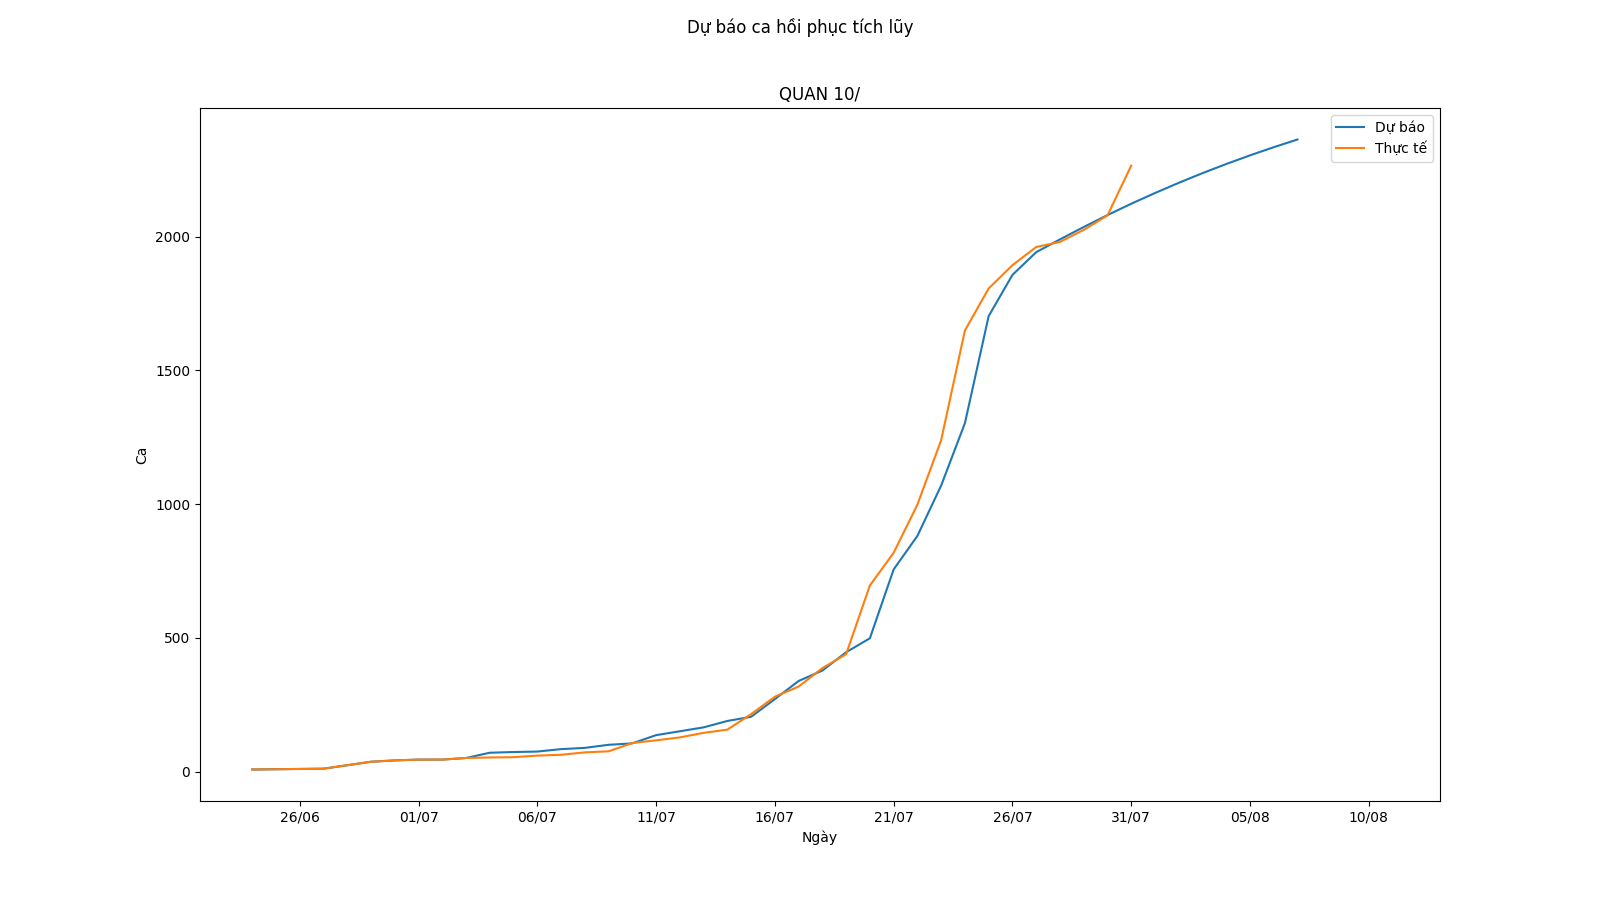 Dự báo ca hồi phục tích lũy
QUAN 10/
Dự báo
Thực tế
2000
1500
1000
500
0
Ca
26/06 01/07 06/07 11/07 16/07 21/07 26/07 31/07 05/08 10/08
Ngày